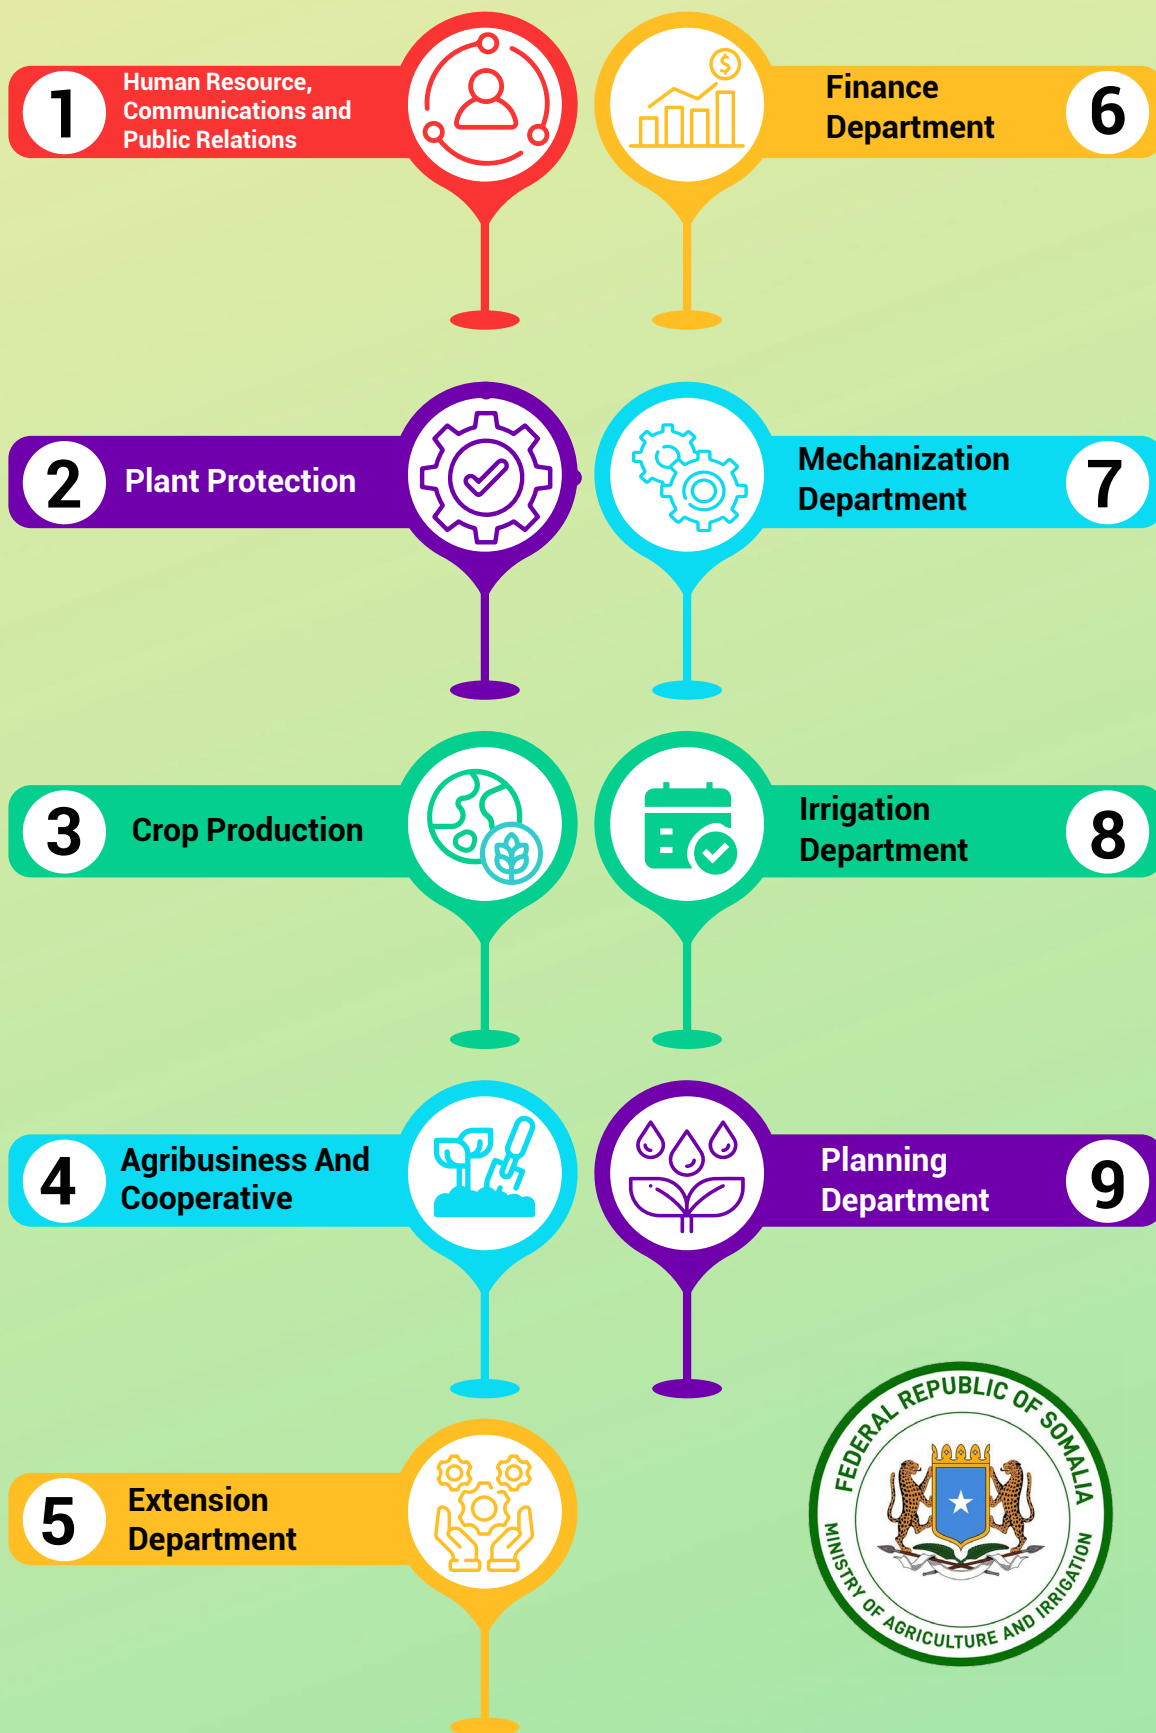 1
Human Resource,
Communications and
Public Relations
2
Plant Protection
3
Crop Production
4
Agribusiness And
Cooperative
5
Extension
Department
$
Finance
Department
6
Mechanization
Department
7
Irrigation
Department
8
Planning
Department
9
FEDERAL REPUBLIC OF SOMALIA
MINISTRY OF AGRICULTURE AND IRRIGATION